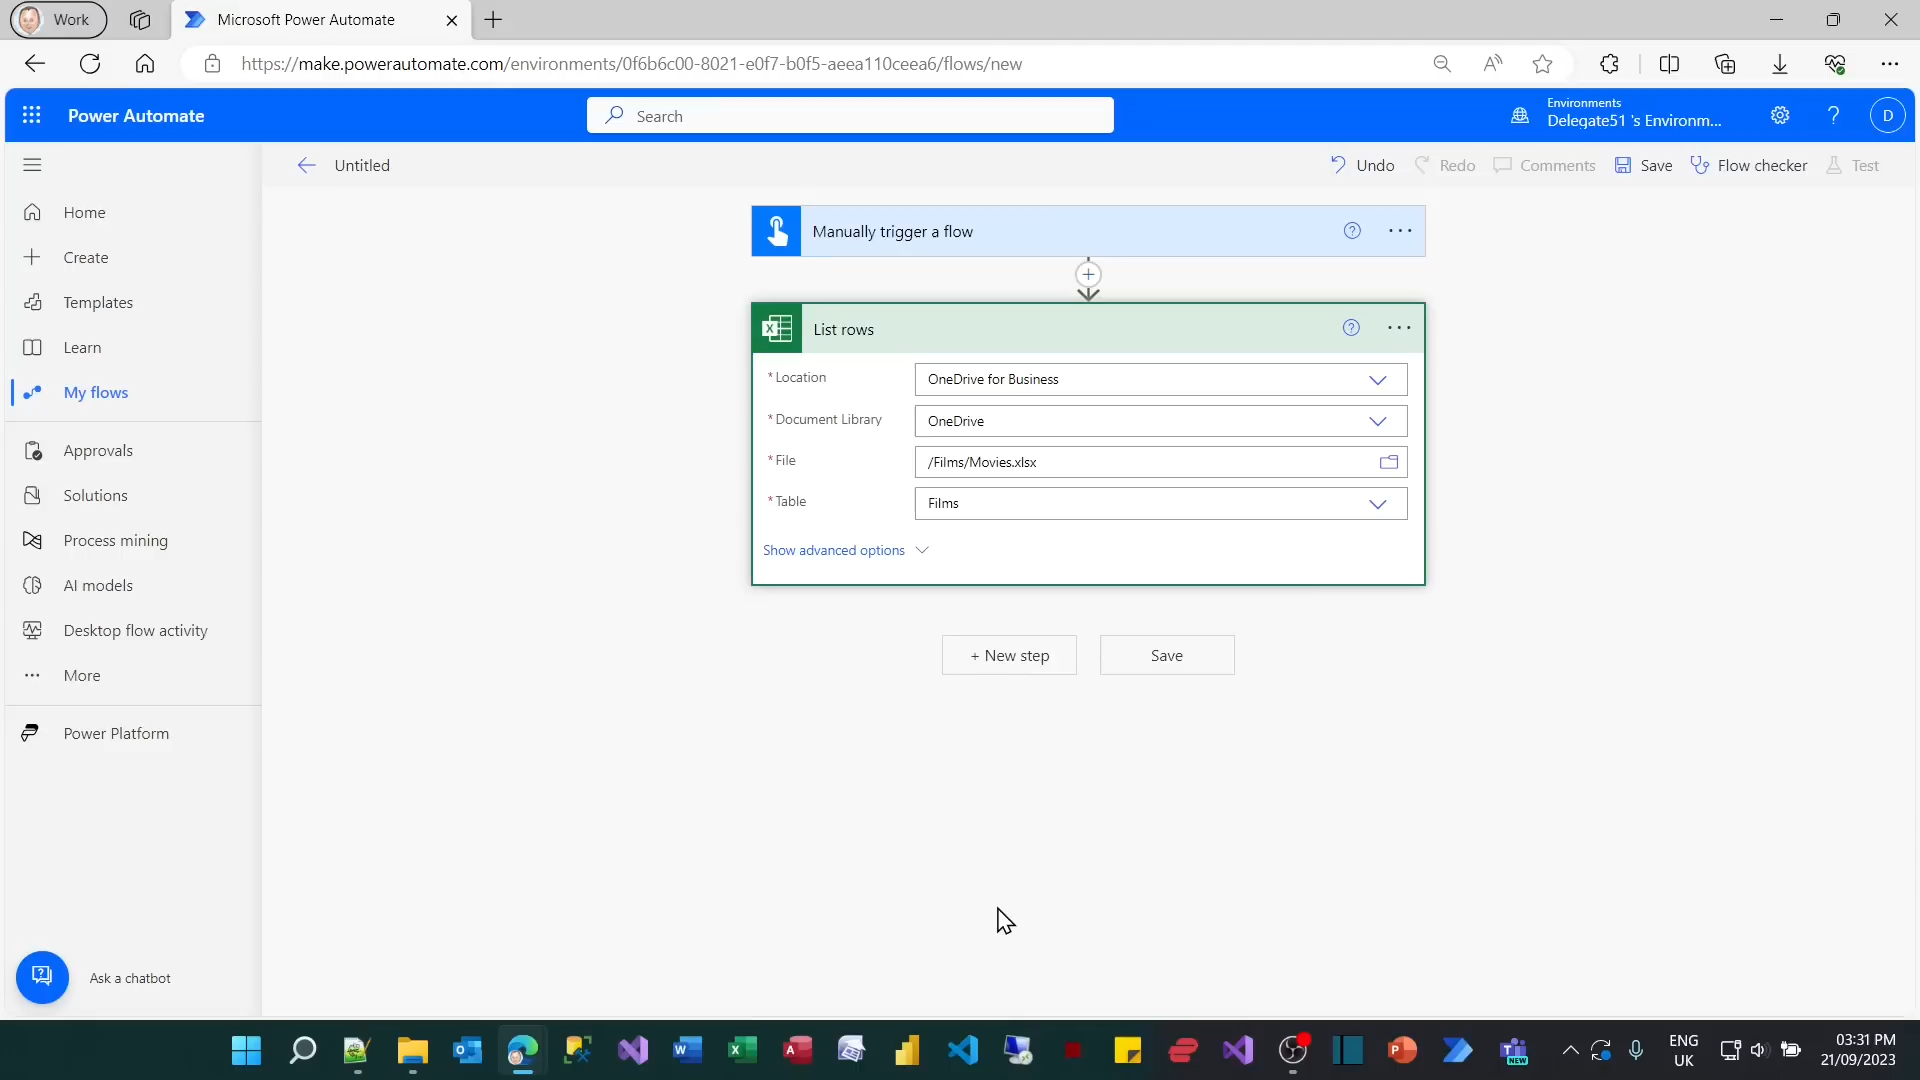 Work
Microsoft Power Automate
https://make.powerautomate.com/environments/0f6b6c00-8021-e0f7-b0f5-aeea110ceea6/flows/new
Power Automate
Search
Environments
Delegate51 's Environm...
D
Untitled
Undo
Redo
Comments
Save
Flow checker
Test
Home
Create
Templates
Learn
My flows
Approvals
Solutions
Process mining
AI models
Desktop flow activity
More
Power Platform
Ask a chatbot
Manually trigger a flow
List rows
* Location
OneDrive for Business
* Document Library
OneDrive
* File
/Films/Movies.xlsx
* Table
Films
Show advanced options
+ New step
Save
NEW
ENG
UK
03:31 PM
21/09/2023